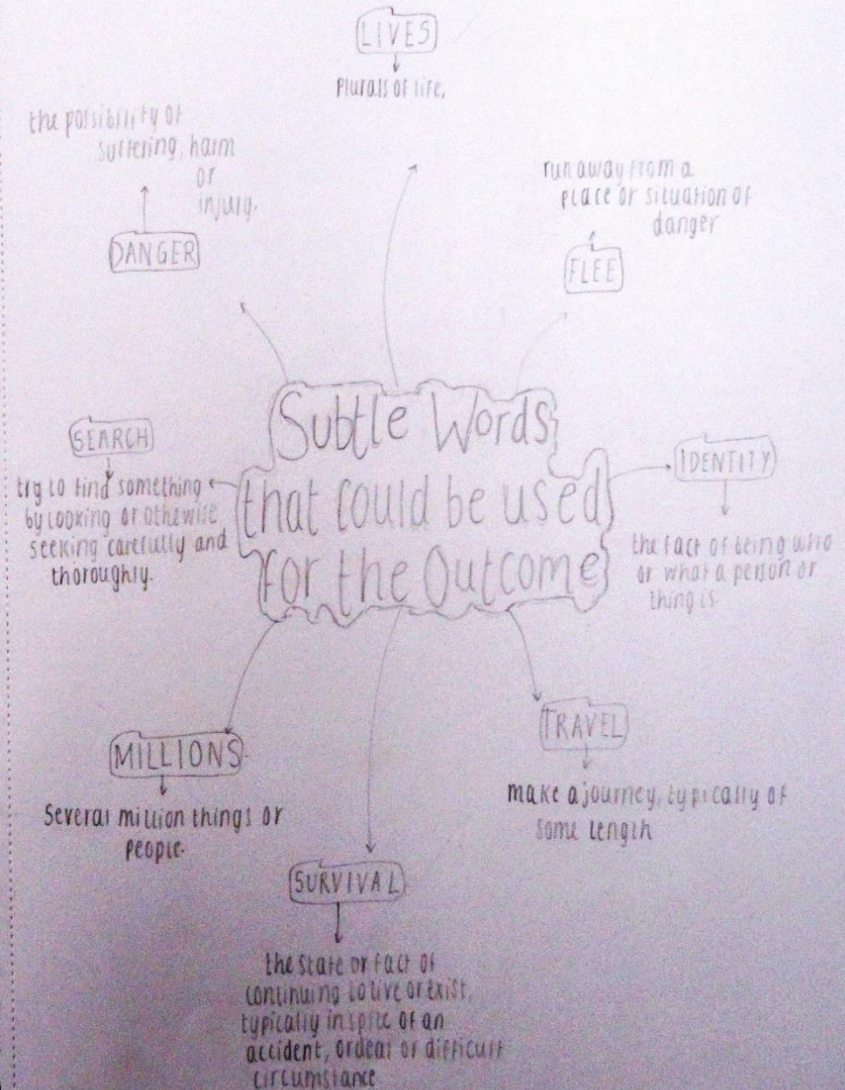 LIVES
Plurals of life.
the possibility of
suffering, harm
or
injury.
DANGER
run away from a
place or situation of
danger
FLEE
Subtle Words
that could be used
for the Outcome
SEARCH
try to find something
by looking or othewise
seeking carefully and
thoroughly.
IDENTITY
the fact of being who
or what a person or
thing is
MILLIONS
Several million things or
people.
TRAVEL
make a journey, typically of
some length
SURVIVAL
the state or fact of
continuing to live or exist,
typically in spite of an
accident, ordeal or difficult
circumstance